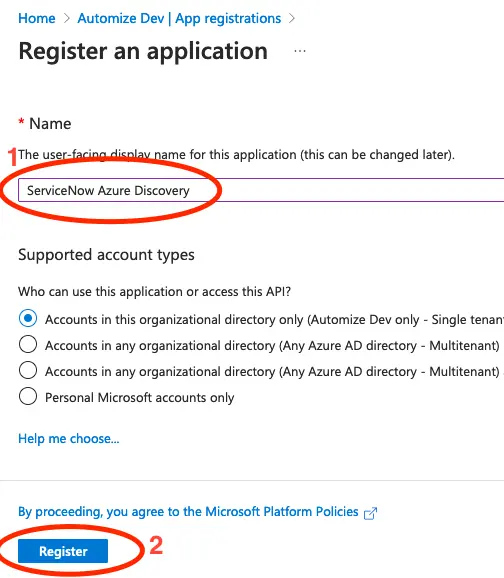 Home > Automize Dev | App registrations >
Register an application ...
* Name
1
The user-facing display name for this application (this can be changed later).
ServiceNow Azure Discovery
Supported account types
Who can use this application or access this API?
Accounts in this organizational directory only (Automize Dev only - Single tenan
Accounts in any organizational directory (Any Azure AD directory - Multitenant)
Accounts in any organizational directory (Any Azure AD directory - Multitenant)
Personal Microsoft accounts only
Help me choose...
By proceeding, you agree to the Microsoft Platform Policies
Register
2